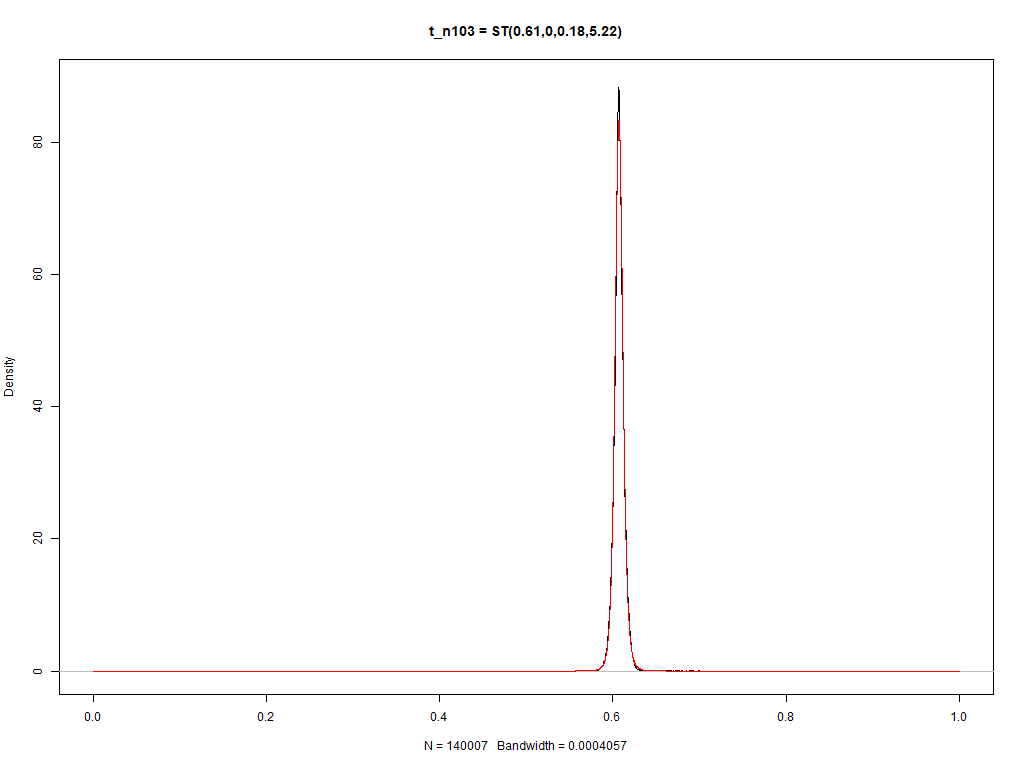 t_n103 = ST(0.61,0,0.18,5.22)
Density
80
60
40
20
0
0.0 0.2 0.4 0.6 0.8 1.0
N = 140007 Bandwidth = 0.0004057